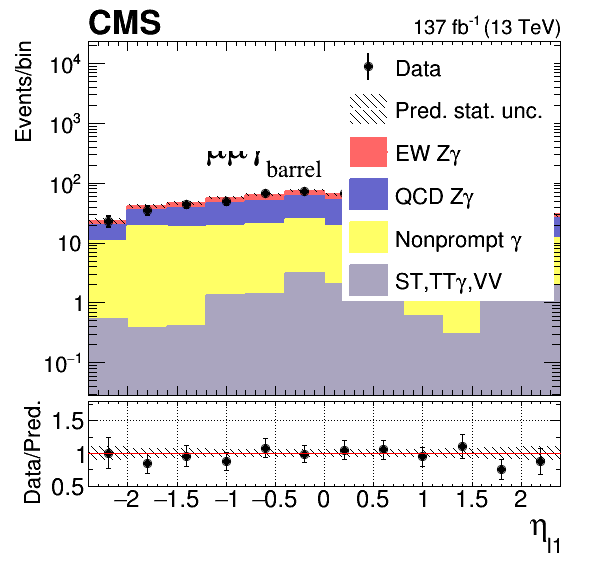 CMS
137 fb⁻¹ (13 TeV)
Events/bin
10⁴
10³
10²
10
1
10⁻¹
Data
Pred. stat. unc.
EW Zγ
QCD Zγ
Nonprompt γ
ST,TTγ,VV
μμγ barrel
Data/Pred.
1.5
1
0.5
−2 −1.5 −1 −0.5 0 0.5 1 1.5 2
η l1